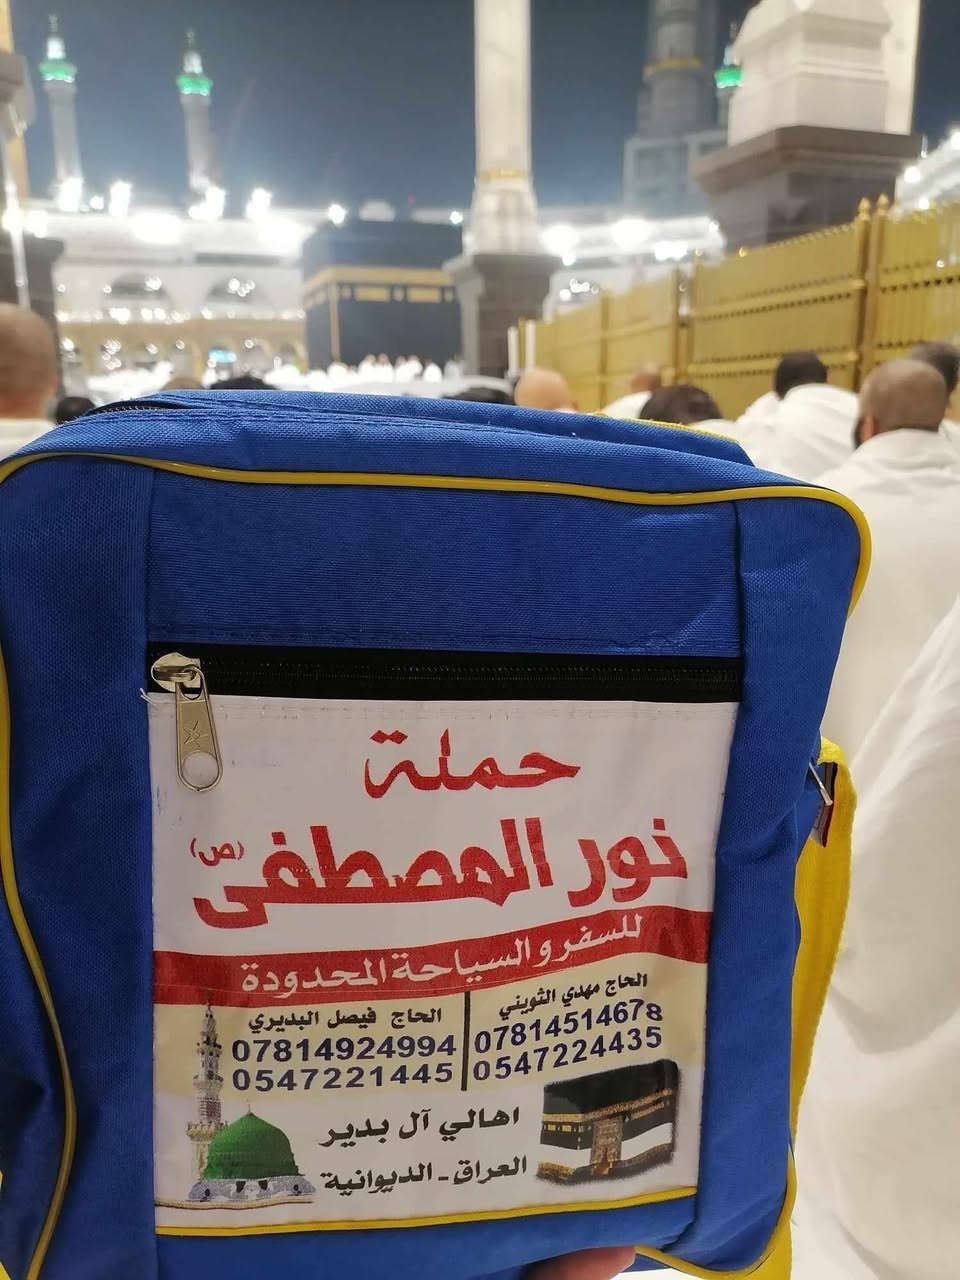 حملة
نور المصطفى (ص)
للسفر و السياحة المحدودة
الحاج مهدي الثويني
07814514678
0547224435
الحاج فيصل البديري
07814924994
0547221445
اهالي آل بدير
العراق - الديوانية